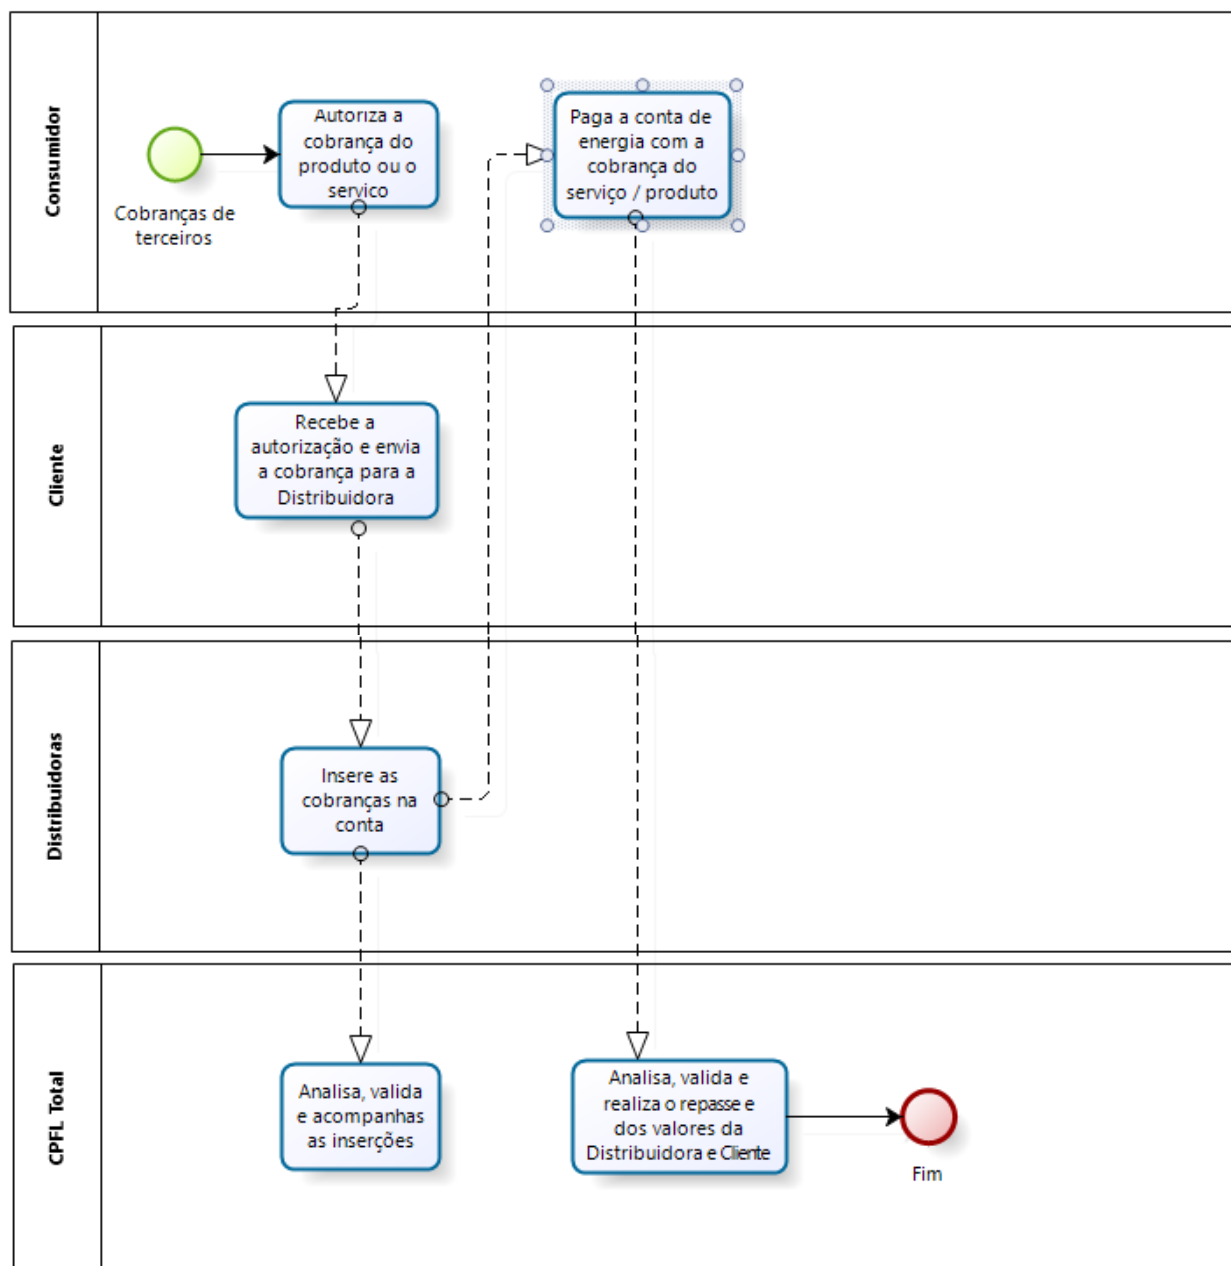 Consumidor
Cobranças de
terceiros
Autoriza a
cobrança do
produto ou o
servico
Paga a conta de
energia com a
cobrança do
serviço / produto
Cliente
Recebe a
autorização e envia
a cobrança para a
Distribuidora
Distribuidoras
Insere as
cobranças na
conta
CPFL Total
Analisa, valida
e acompanhas
as inserções
Analisa, valida e
realiza o repasse e
dos valores da
Distribuidora e Cliente
Fim